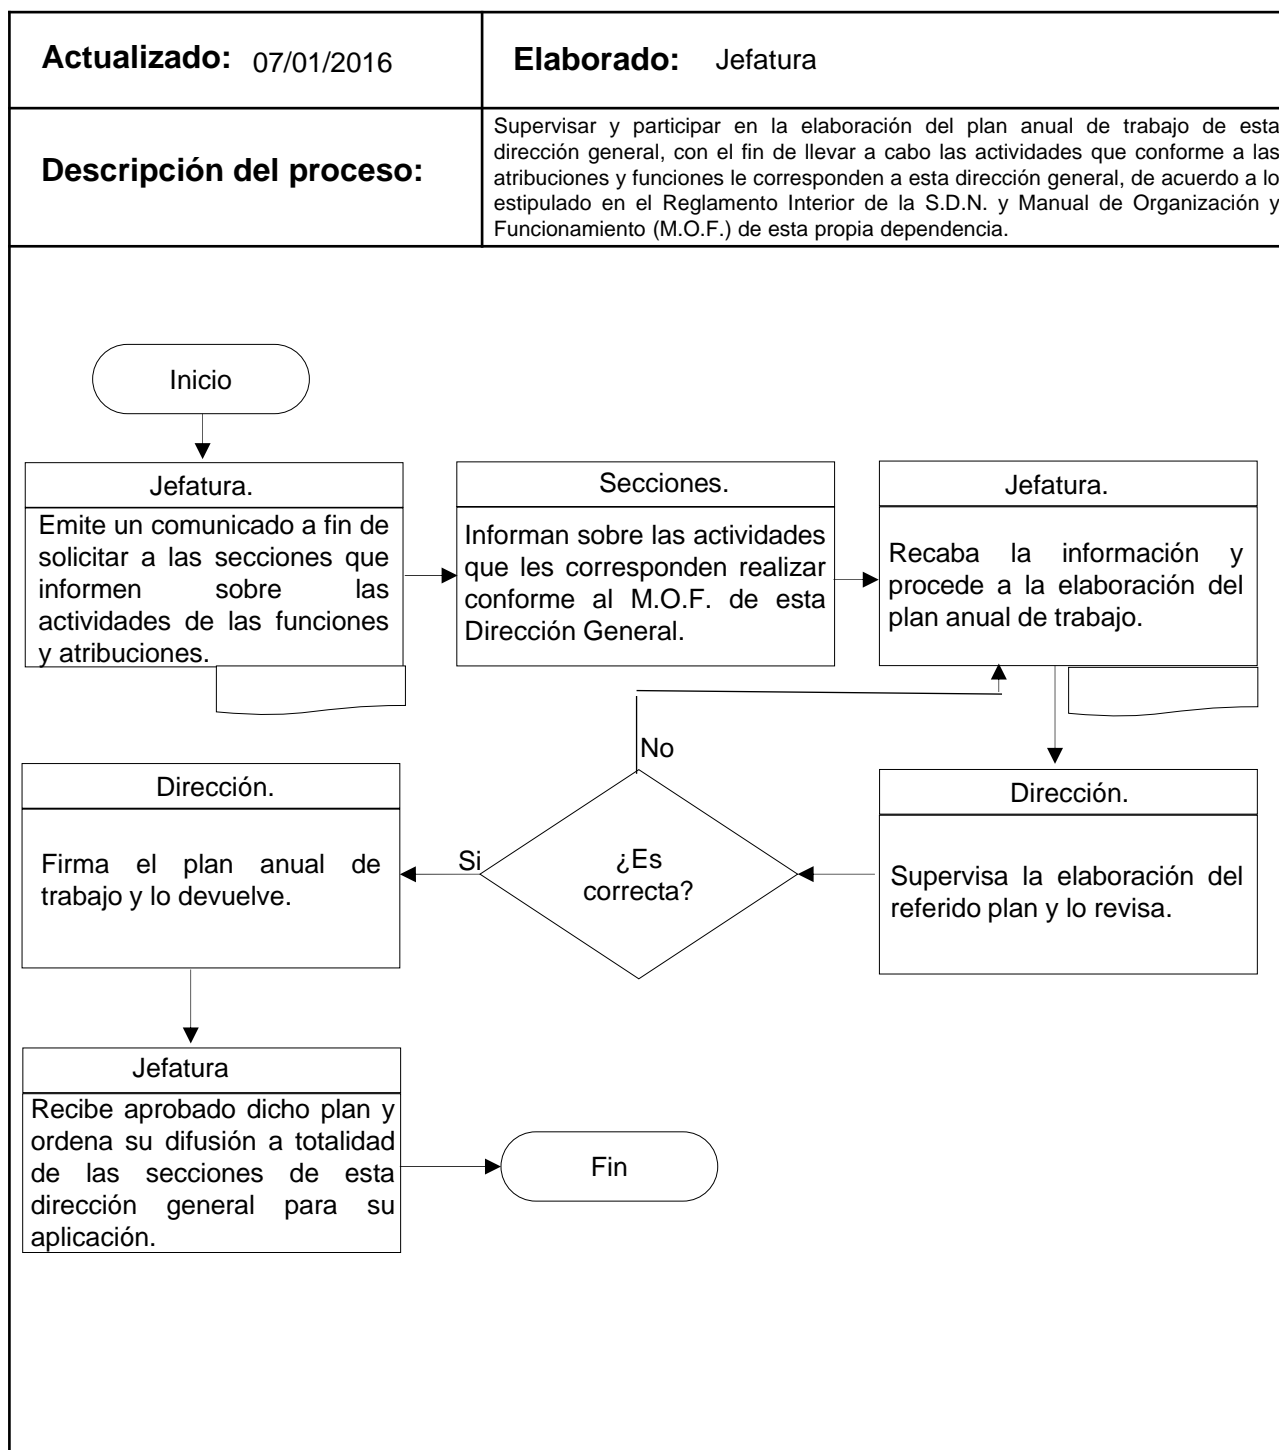 Actualizado: 07/01/2016
Elaborado: Jefatura
Descripción del proceso:
Supervisar y participar en la elaboración del plan anual de trabajo de esta
dirección general, con el fin de llevar a cabo las actividades que conforme a las
atribuciones y funciones le corresponden a esta dirección general, de acuerdo a lo
estipulado en el Reglamento Interior de la S.D.N. y Manual de Organización y
Funcionamiento (M.O.F.) de esta propia dependencia.
Inicio
Jefatura.
Emite un comunicado a fin de
solicitar a las secciones que
informen sobre las
actividades de las funciones
y atribuciones.
Secciones.
Informan sobre las actividades
que les corresponden realizar
conforme al M.O.F. de esta
Dirección General.
Jefatura.
Recaba la información y
procede a la elaboración del
plan anual de trabajo.
Dirección.
Supervisa la elaboración del
referido plan y lo revisa.
¿Es
correcta?
No
Si
Dirección.
Firma el plan anual de
trabajo y lo devuelve.
Jefatura
Recibe aprobado dicho plan y
ordena su difusión a totalidad
de las secciones de esta
dirección general para su
aplicación.
Fin